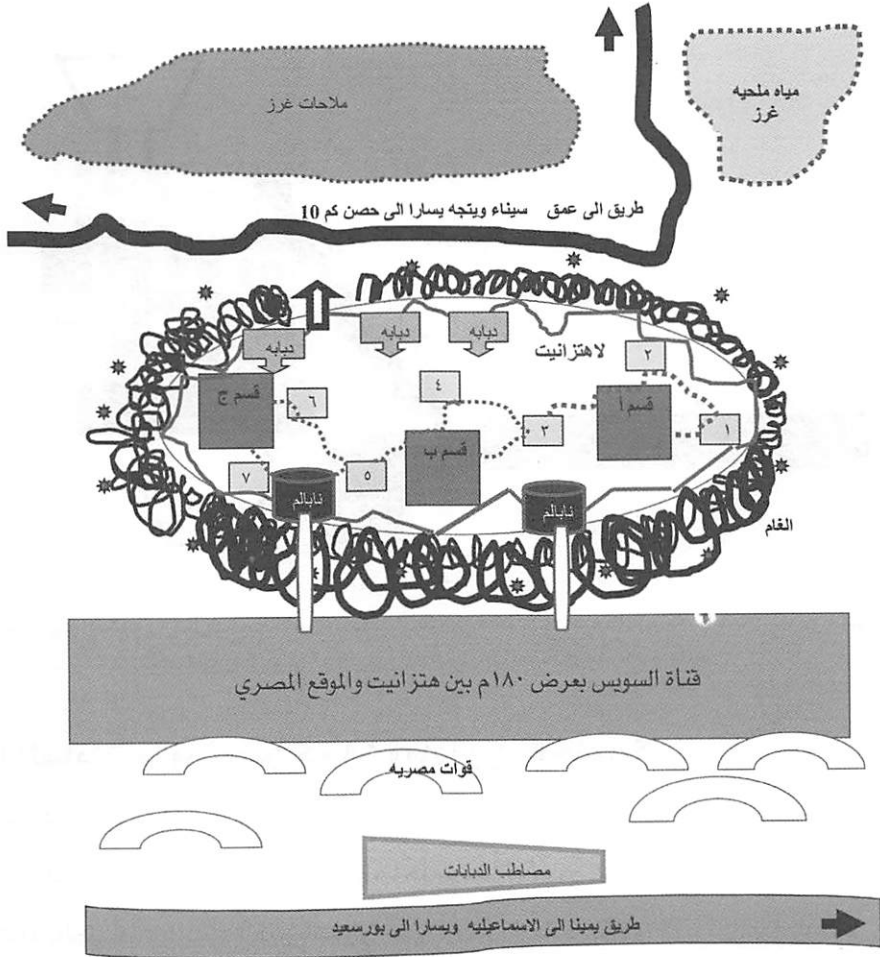 ملاحات غرز
مياه ملحيه
غرز
طريق الى عمق سيناء ويتجه يسارا الى حصن كم 10
دبابه
دبابه
دبابه
لاهتزانيت
٢
٤
٦
قسم ج
قسم أ
١
٣
قسم ب
٥
٧
نابالم
نابالم
الغام
قناة السويس بعرض ١٨٠م بين هتزانيت والموقع المصري
قوات مصريه
مصاطب الدبابات
طريق يمينا الى الاسماعيليه ويسارا الى بورسعيد